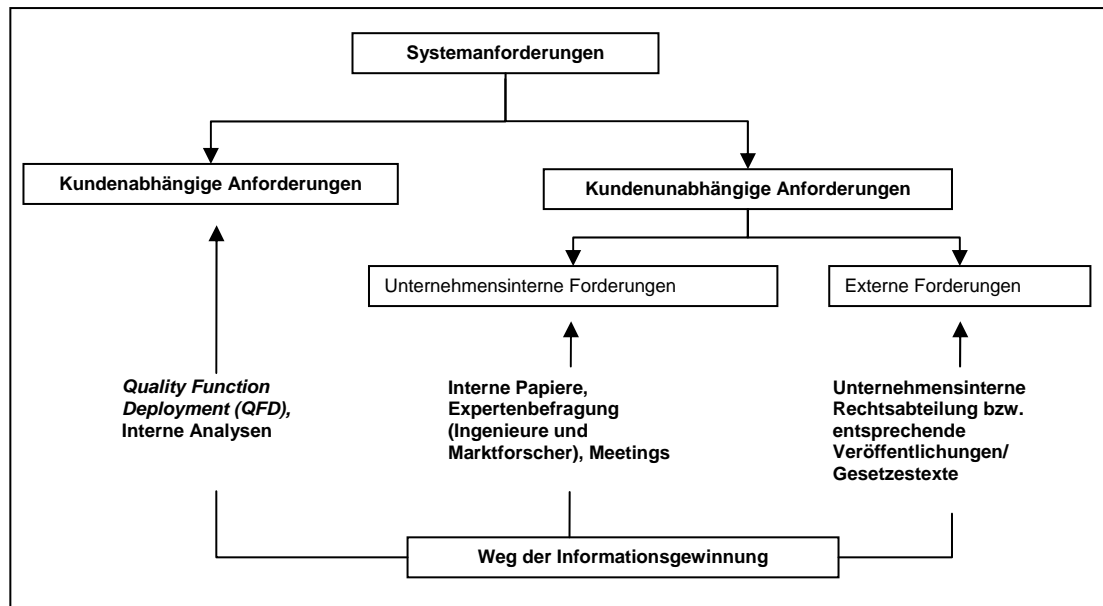 Systemanforderungen
Kundenabhängige Anforderungen
Kundenunabhängige Anforderungen
Unternehmensinterne Forderungen
Externe Forderungen
Quality Function
Deployment (QFD),
Interne Analysen
Interne Papiere,
Expertenbefragung
(Ingenieure und
Marktforscher), Meetings
Unternehmensinterne
Rechtsabteilung bzw.
entsprechende
Veröffentlichungen/
Gesetzestexte
Weg der Informationsgewinnung